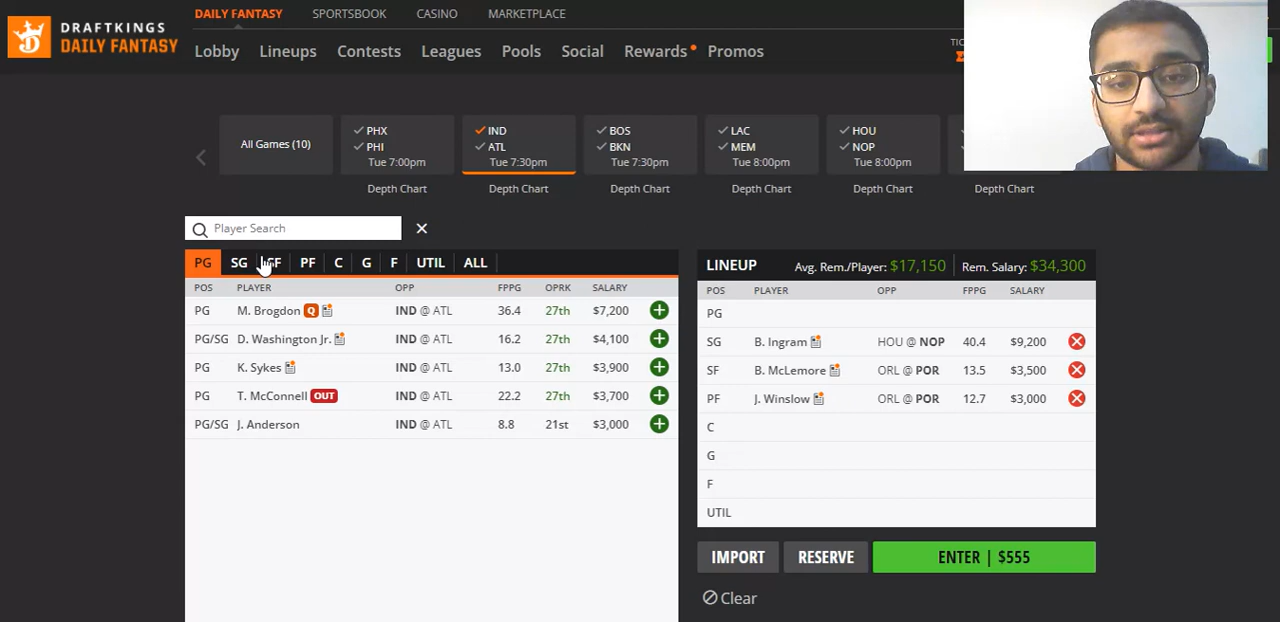 DRAFTKINGS
DAILY FANTASY
DAILY FANTASY SPORTSBOOK CASINO MARKETPLACE
Lobby Lineups Contests Leagues Pools Social Rewards Promos
All Games (10)
PHX
PHI
Tue 7:00pm
Depth Chart
IND
ATL
Tue 7:30pm
Depth Chart
BOS
BKN
Tue 7:30pm
Depth Chart
LAC
MEM
Tue 8:00pm
Depth Chart
HOU
NOP
Tue 8:00pm
Depth Chart
Depth Chart
Player Search
PG SG PF C G F UTIL ALL
POS PLAYER OPP FPPG OPRK SALARY
PG M. Brogdon Q IND @ ATL 36.4 27th $7,200
PG/SG D. Washington Jr. IND @ ATL 16.2 27th $4,100
PG K. Sykes IND @ ATL 13.0 27th $3,900
PG T. McConnell OUT IND @ ATL 22.2 27th $3,700
PG/SG J. Anderson IND @ ATL 8.8 21st $3,000
LINEUP Avg. Rem./Player: $17,150 Rem. Salary: $34,300
POS PLAYER OPP FPPG SALARY
PG
SG B. Ingram HOU @ NOP 40.4 $9,200
SF B. McLemore ORL @ POR 13.5 $3,500
PF J. Winslow ORL @ POR 12.7 $3,000
C
G
F
UTIL
IMPORT RESERVE ENTER | $555
Clear